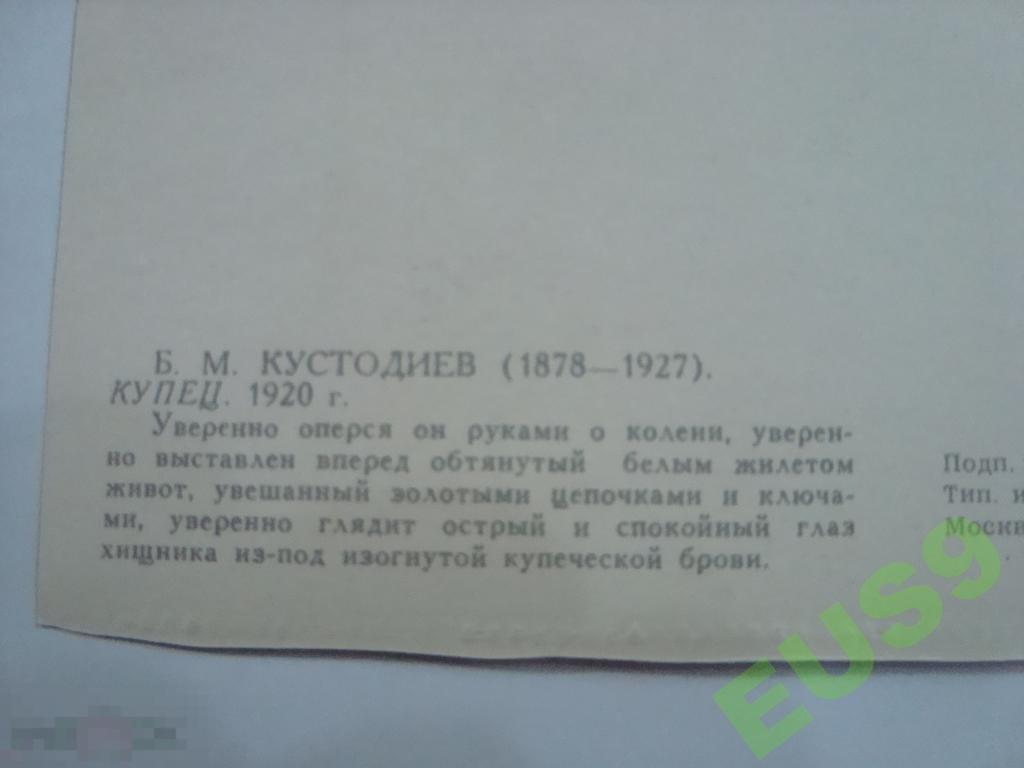 Б. М. КУСТОДИЕВ (1878—1927).
КУПЕЦ. 1920 г.
Уверенно оперся он руками о колени, уверен-
но выставлен вперед обтянутый белым жилетом
живот, увешанный золотыми цепочками и ключа-
ми, уверенно глядит острый и спокойный глаз
хищника из-под изогнутой купеческой брови.
Подп.
Тип. и
Москв
EUS9